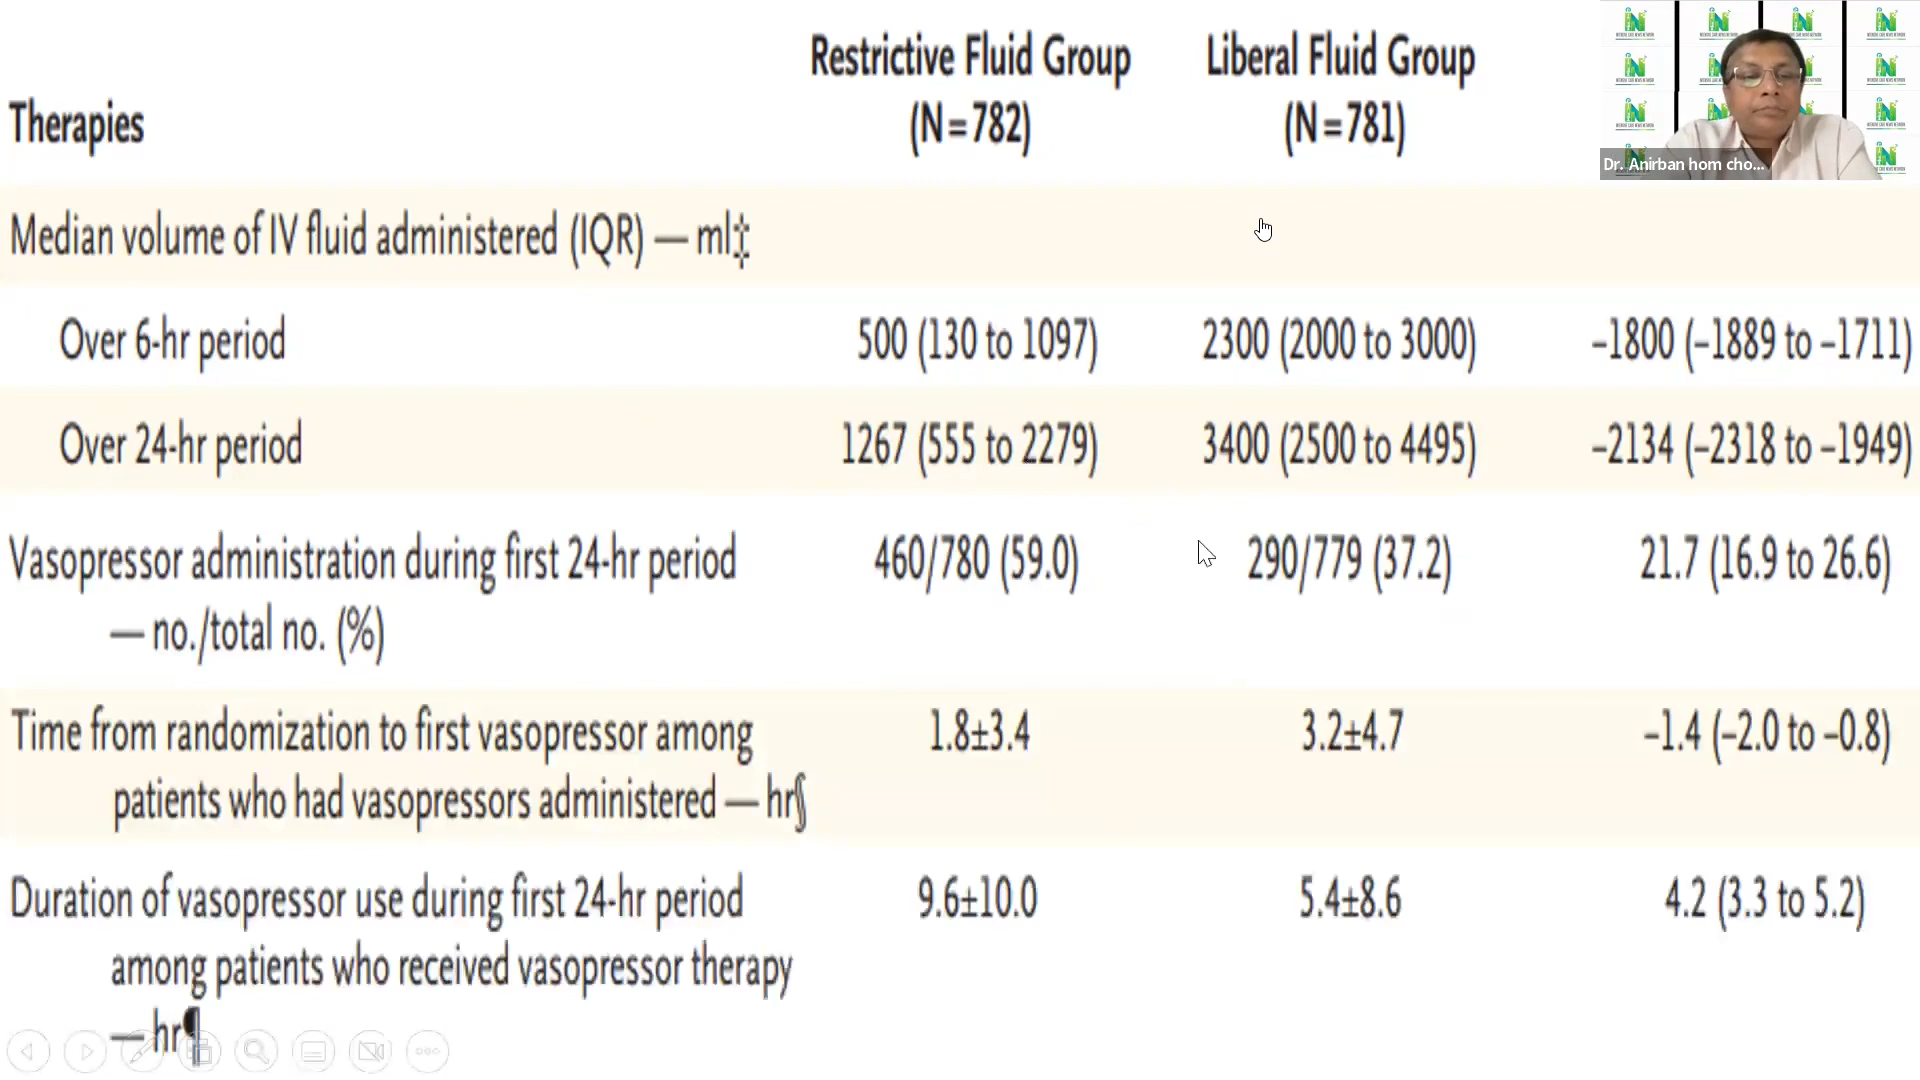 Restrictive Fluid Group
(N=782)
Liberal Fluid Group
(N=781)
Therapies
Dr. Anirban hom cho...
Median volume of IV fluid administered (IQR) — ml‡
Over 6-hr period 500 (130 to 1097) 2300 (2000 to 3000) –1800 (–1889 to –1711)
Over 24-hr period 1267 (555 to 2279) 3400 (2500 to 4495) –2134 (–2318 to –1949)
Vasopressor administration during first 24-hr period 460/780 (59.0) 290/779 (37.2) 21.7 (16.9 to 26.6)
— no./total no. (%)
Time from randomization to first vasopressor among 1.8±3.4 3.2±4.7 –1.4 (–2.0 to –0.8)
patients who had vasopressors administered — hr§
Duration of vasopressor use during first 24-hr period 9.6±10.0 5.4±8.6 4.2 (3.3 to 5.2)
among patients who received vasopressor therapy
— hr¶